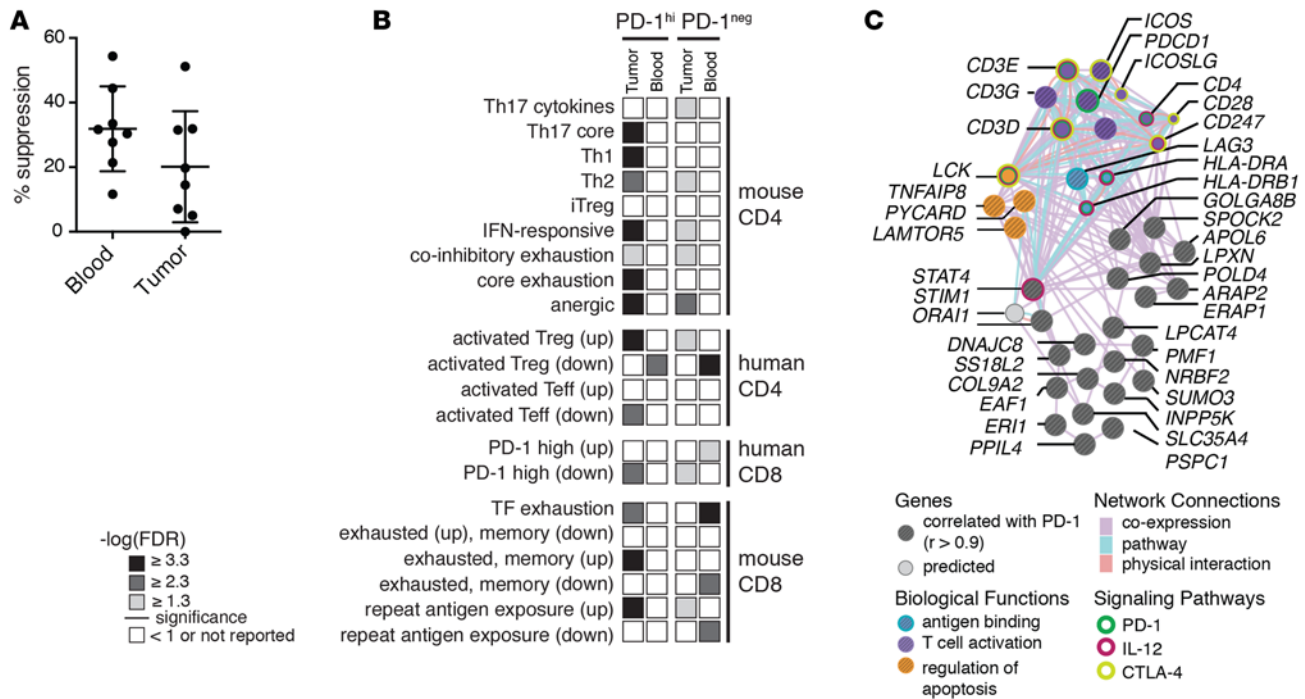 A
% suppression
60
40
20
0
Blood
Tumor
-log(FDR)
≥ 3.3
≥ 2.3
≥ 1.3
significance
< 1 or not reported
B
PD-1hi PD-1neg
Tumor Blood Tumor Blood
Th17 cytokines
Th17 core
Th1
Th2
iTreg
IFN-responsive
co-inhibitory exhaustion
core exhaustion
anergic
mouse
CD4
activated Treg (up)
activated Treg (down)
activated Teff (up)
activated Teff (down)
human
CD4
PD-1 high (up)
PD-1 high (down)
human
CD8
TF exhaustion
exhausted (up), memory (down)
exhausted, memory (up)
exhausted, memory (down)
repeat antigen exposure (up)
repeat antigen exposure (down)
mouse
CD8
C
CD3E
CD3G
CD3D
LCK
TNFAIP8
PYCARD
LAMTOR5
STAT4
STIM1
ORAI1
DNAJC8
SS18L2
COL9A2
EAF1
ERI1
PPIL4
ICOS
PDCD1
ICOSLG
CD4
CD28
CD247
LAG3
HLA-DRA
HLA-DRB1
GOLGA8B
SPOCK2
APOL6
LPXN
POLD4
ARAP2
ERAP1
LPCAT4
PMF1
NRBF2
SUMO3
INPP5K
SLC35A4
PSPC1
Genes
correlated with PD-1
(r > 0.9)
predicted
Network Connections
co-expression
pathway
physical interaction
Biological Functions
antigen binding
T cell activation
regulation of
apoptosis
Signaling Pathways
PD-1
IL-12
CTLA-4